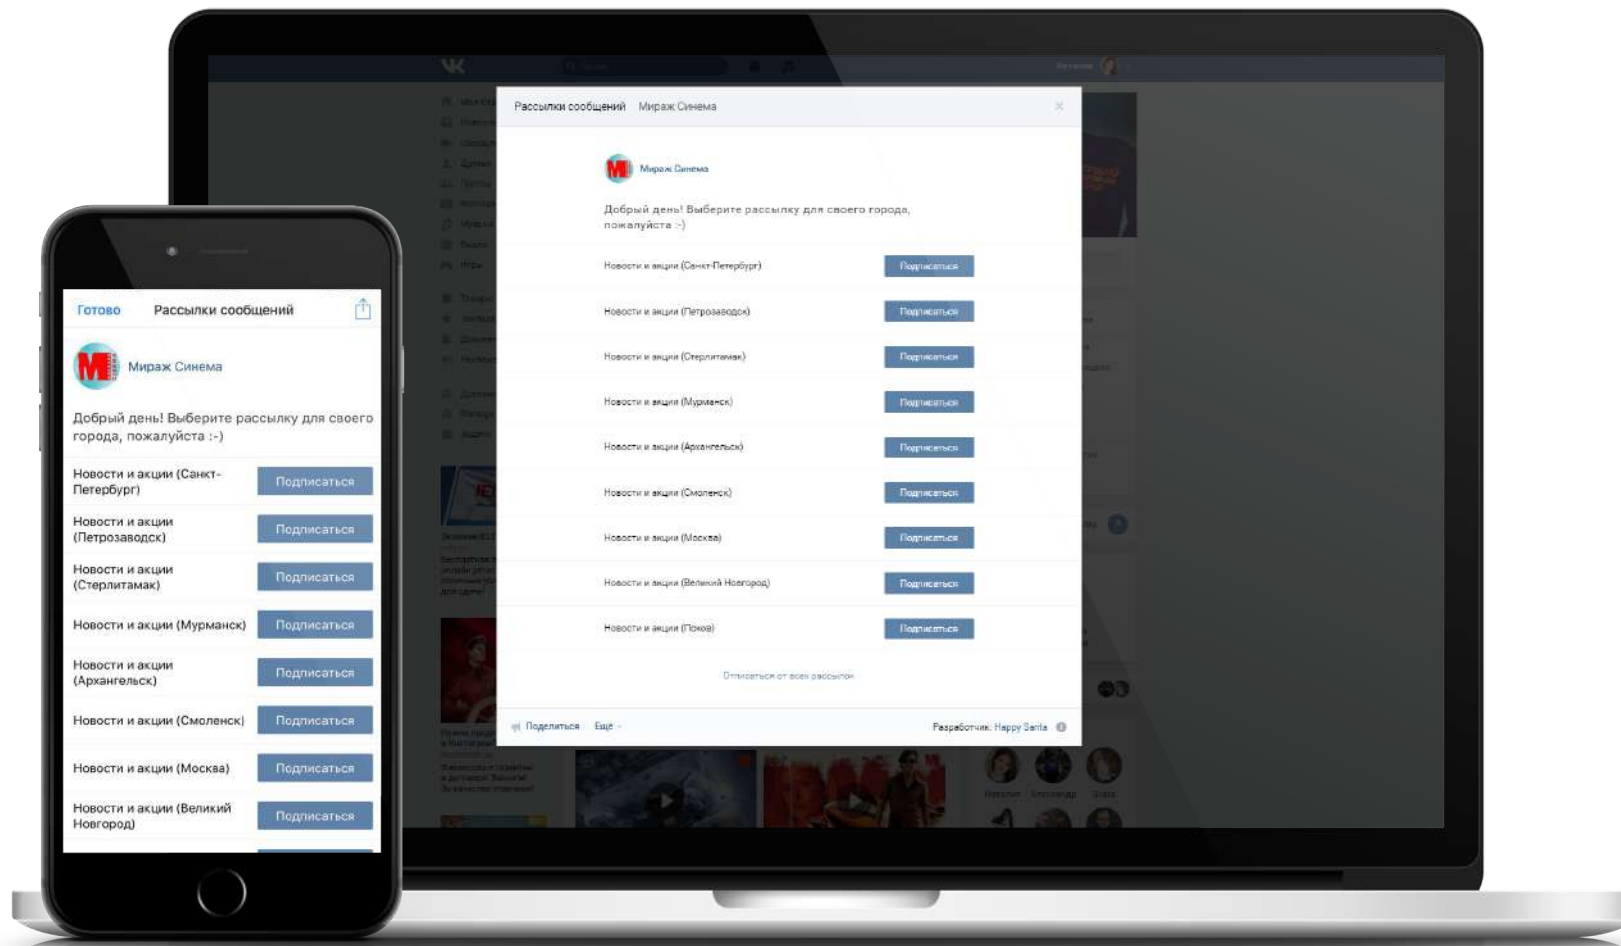 Рассылки сообщений Мираж Синема
Мираж Синема
Добрый день! Выберите рассылку для своего города,
пожалуйста :-)
Новости и акции (Санкт-Петербург) Подписаться
Новости и акции (Петрозаводск) Подписаться
Новости и акции (Стерлитамак) Подписаться
Новости и акции (Мурманск) Подписаться
Новости и акции (Архангельск) Подписаться
Новости и акции (Смоленск) Подписаться
Новости и акции (Москва) Подписаться
Новости и акции (Великий Новгород) Подписаться
Новости и акции (Псков) Подписаться
Отписаться от всех рассылок
Поделиться Ещё
Разработчик: Happy Santa
Готово Рассылки сообщений
Мираж Синема
Добрый день! Выберите рассылку для своего
города, пожалуйста :-)
Новости и акции (Санкт-
Петербург)
Подписаться
Новости и акции
(Петрозаводск)
Подписаться
Новости и акции
(Стерлитамак)
Подписаться
Новости и акции (Мурманск) Подписаться
Новости и акции
(Архангельск)
Подписаться
Новости и акции (Смоленск) Подписаться
Новости и акции (Москва) Подписаться
Новости и акции (Великий
Новгород)
Подписаться